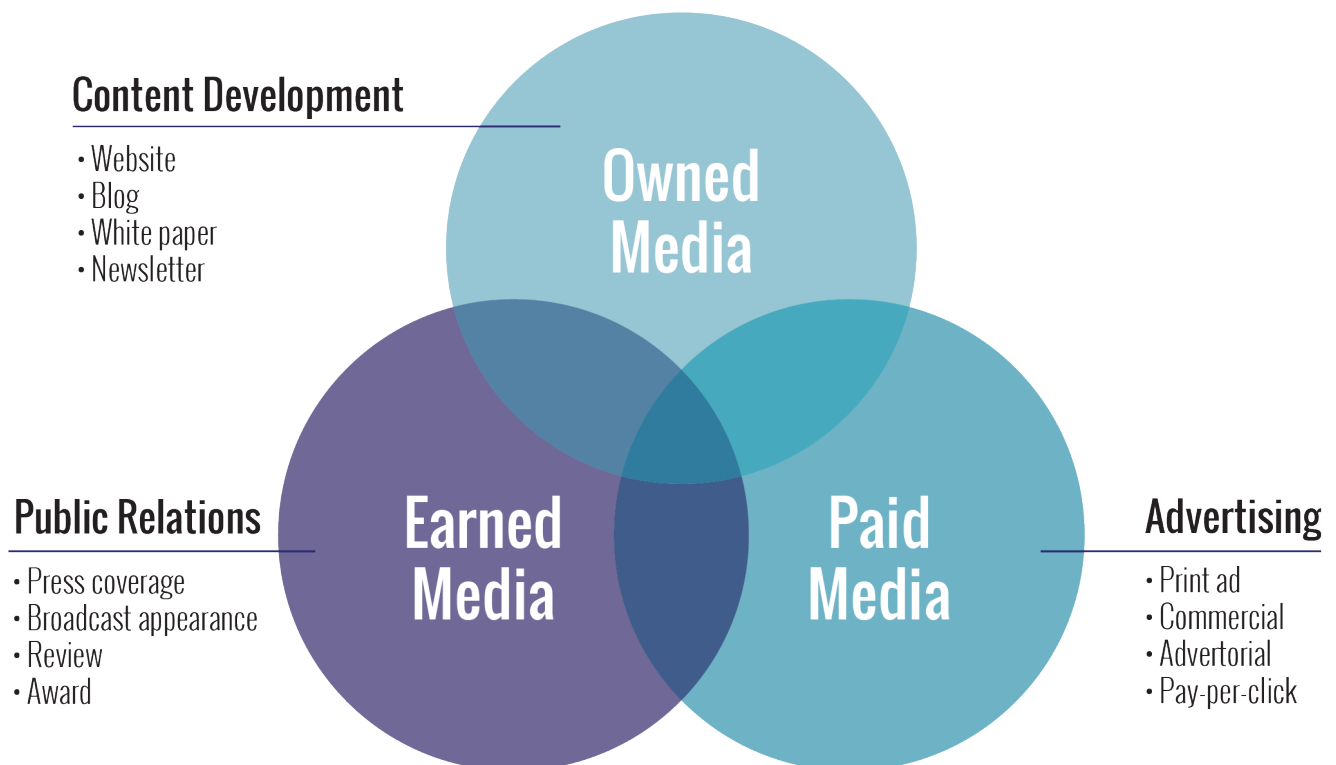 Content Development
• Website
• Blog
• White paper
• Newsletter
Owned
Media
Public Relations
• Press coverage
• Broadcast appearance
• Review
• Award
Earned
Media
Paid
Media
Advertising
• Print ad
• Commercial
• Advertorial
• Pay-per-click